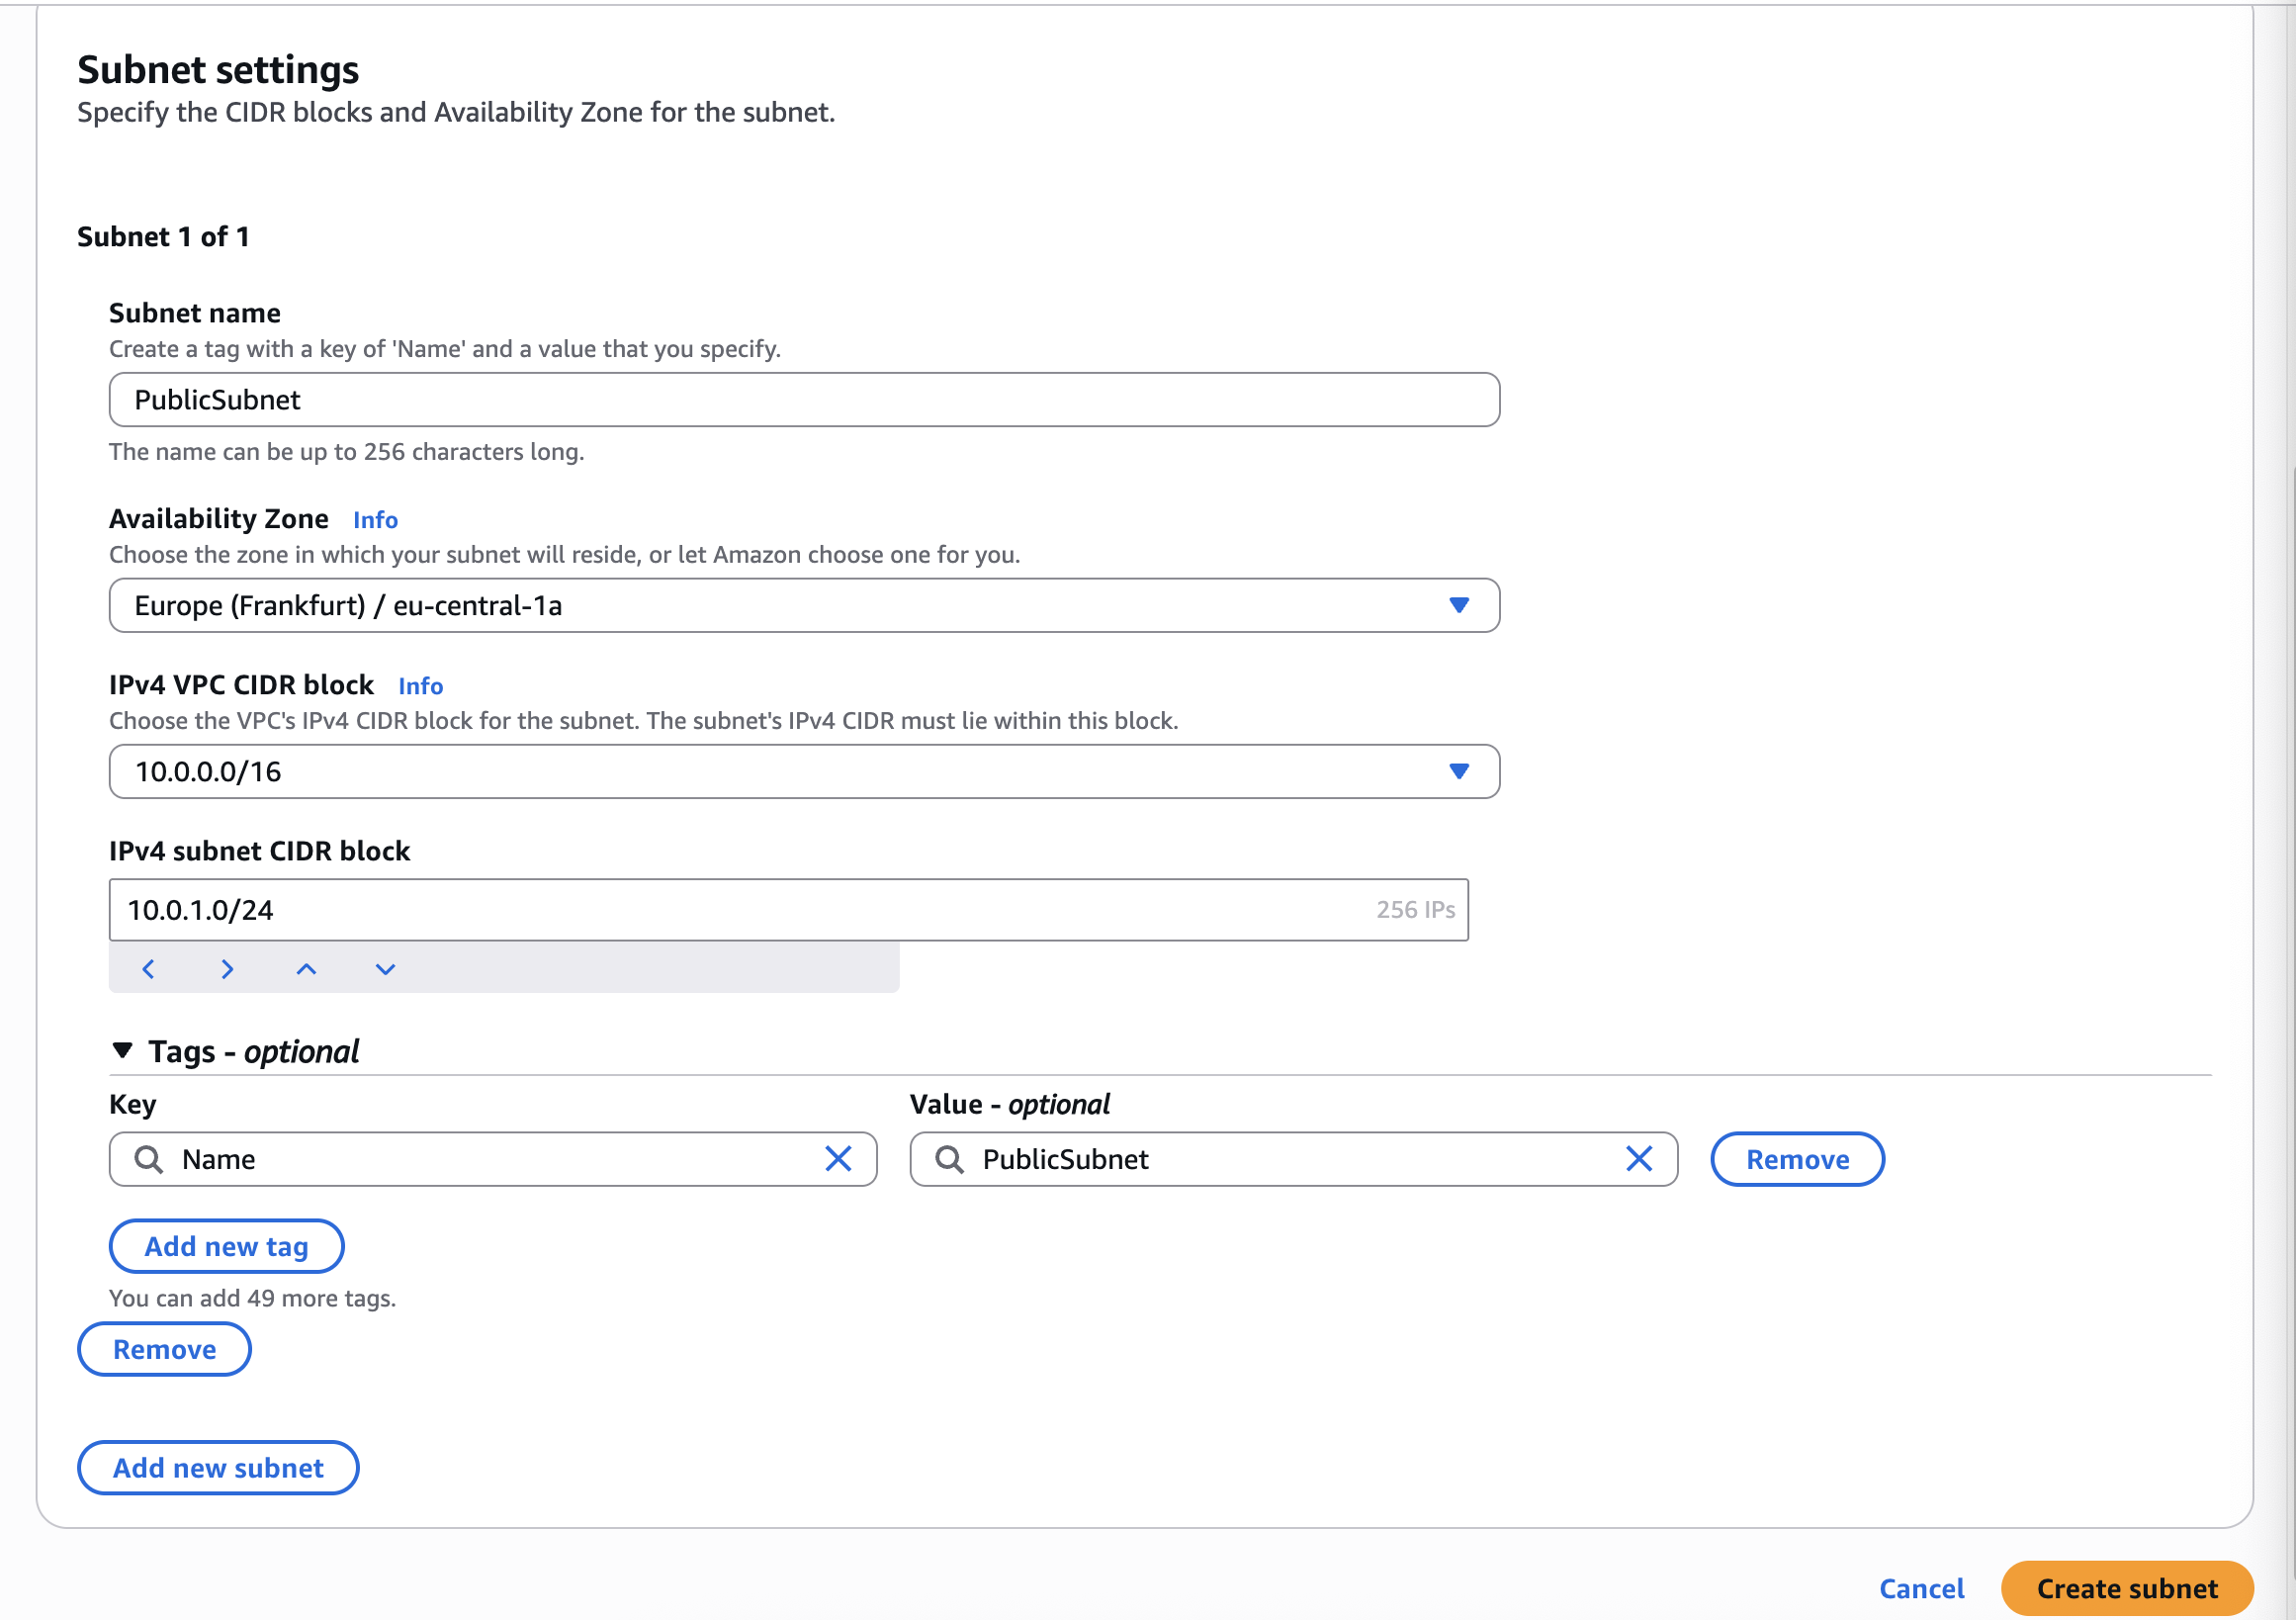 Subnet settings
Specify the CIDR blocks and Availability Zone for the subnet.
Subnet 1 of 1
Subnet name
Create a tag with a key of 'Name' and a value that you specify.
PublicSubnet
The name can be up to 256 characters long.
Availability Zone Info
Choose the zone in which your subnet will reside, or let Amazon choose one for you.
Europe (Frankfurt) / eu-central-1a
IPv4 VPC CIDR block Info
Choose the VPC's IPv4 CIDR block for the subnet. The subnet's IPv4 CIDR must lie within this block.
10.0.0.0/16
IPv4 subnet CIDR block
10.0.1.0/24 256 IPs
Tags - optional
Key Value - optional
Name PublicSubnet Remove
Add new tag
You can add 49 more tags.
Remove
Add new subnet
Cancel Create subnet